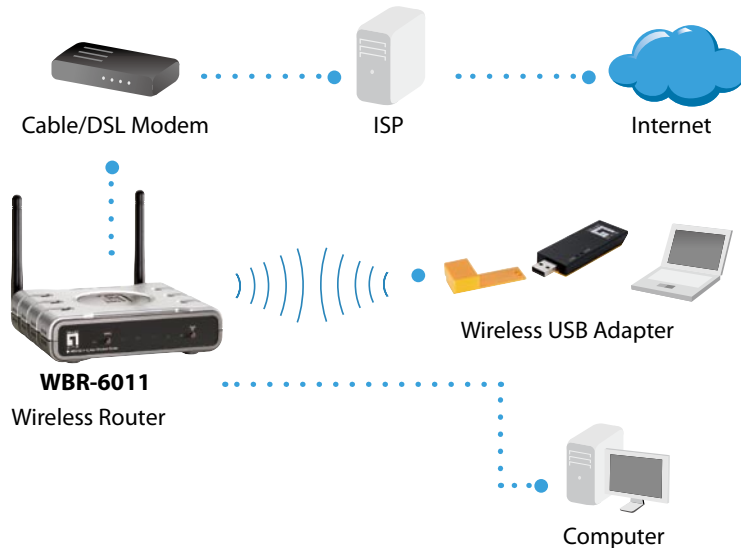 Cable/DSL Modem
ISP
Internet
Wireless USB Adapter
WBR-6011
Wireless Router
Computer